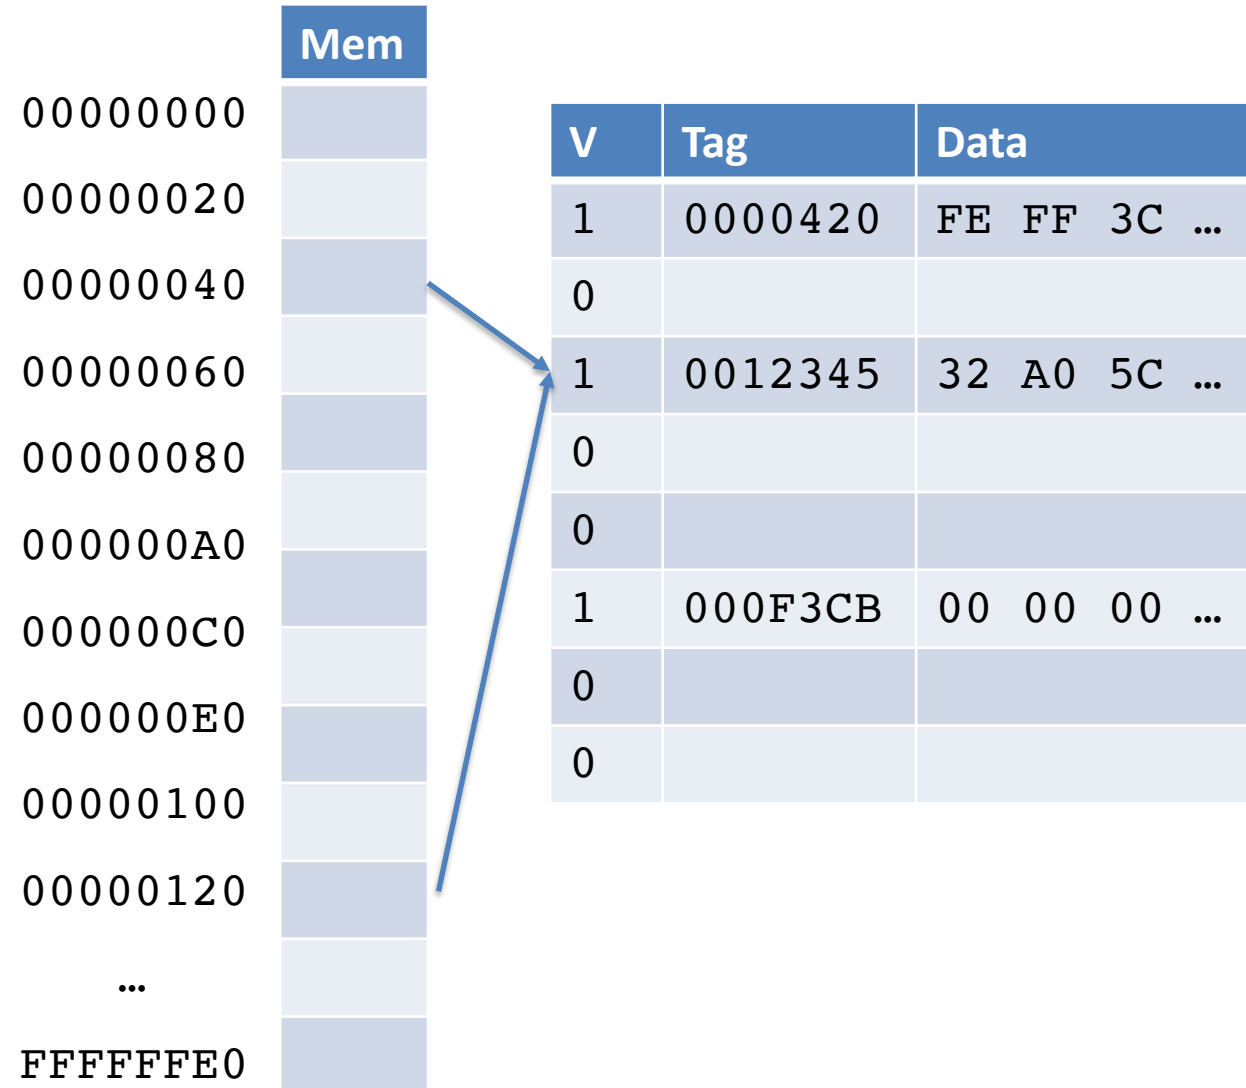 Mem
00000000
00000020
00000040
00000060
00000080
000000A0
000000C0
000000E0
00000100
00000120
…
FFFFFFE0
V Tag Data
1 0000420 FE FF 3C …
0
1 0012345 32 A0 5C …
0
0
1 000F3CB 00 00 00 …
0
0